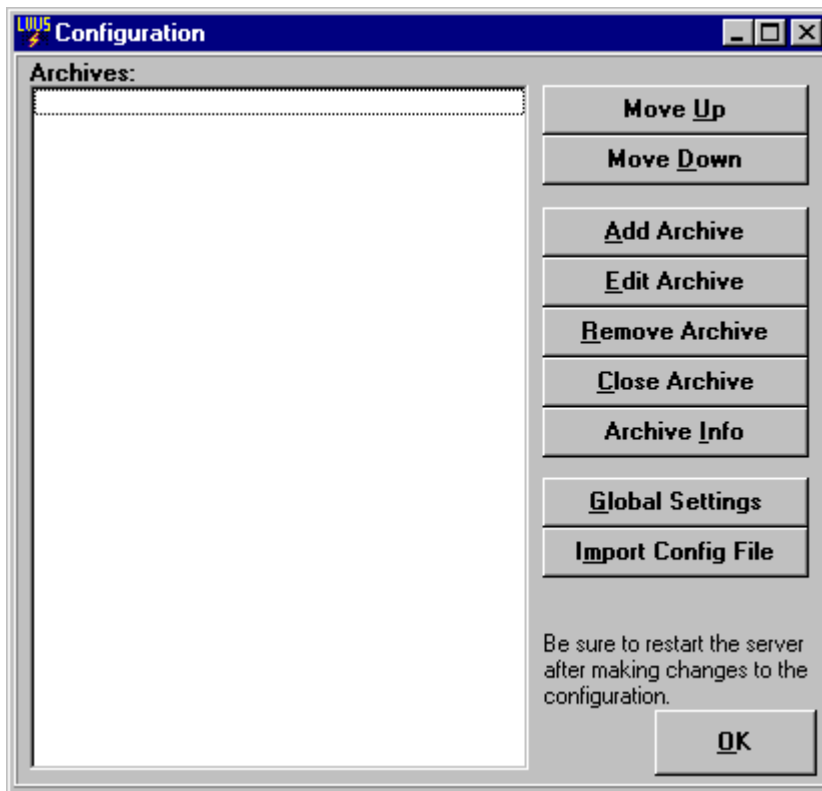 LVVS
Configuration
Archives:
Move Up
Move Down
Add Archive
Edit Archive
Remove Archive
Close Archive
Archive Info
Global Settings
Import Config File
Be sure to restart the server
after making changes to the
configuration.
OK